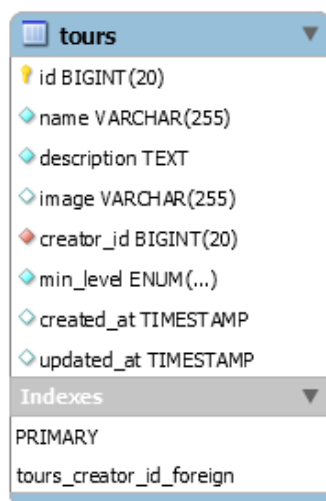 tours
id BIGINT(20)
name VARCHAR(255)
description TEXT
image VARCHAR(255)
creator_id BIGINT(20)
min_level ENUM(...)
created_at TIMESTAMP
updated_at TIMESTAMP
Indexes
PRIMARY
tours_creator_id_foreign